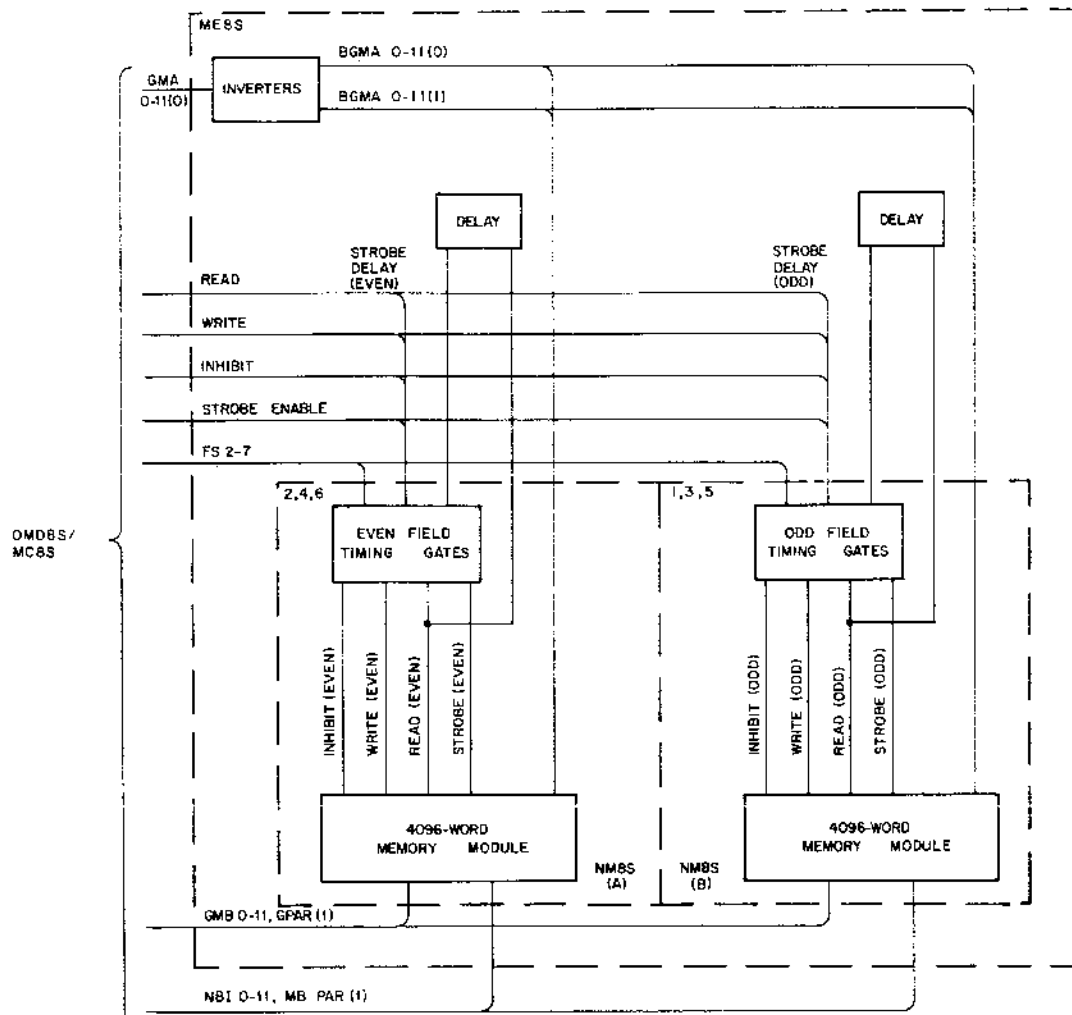 ME8S
BGMA 0-11(0)
GMA
0-11(0)
INVERTERS
BGMA 0-11(1)
DELAY
DELAY
STROBE
DELAY
(EVEN)
STROBE
DELAY
(ODD)
READ
WRITE
INHIBIT
STROBE ENABLE
FS 2-7
2,4,6
1,3,5
OMD8S/
MC8S
EVEN FIELD
TIMING GATES
ODD FIELD
TIMING GATES
INHIBIT (EVEN)
WRITE (EVEN)
READ (EVEN)
STROBE (EVEN)
INHIBIT (ODD)
WRITE (ODD)
READ (ODD)
STROBE (ODD)
4096-WORD
MEMORY MODULE
4096-WORD
MEMORY MODULE
NM8S
(A)
NM8S
(B)
GMB 0-11, GPAR (1)
NBI 0-11, MB PAR (1)